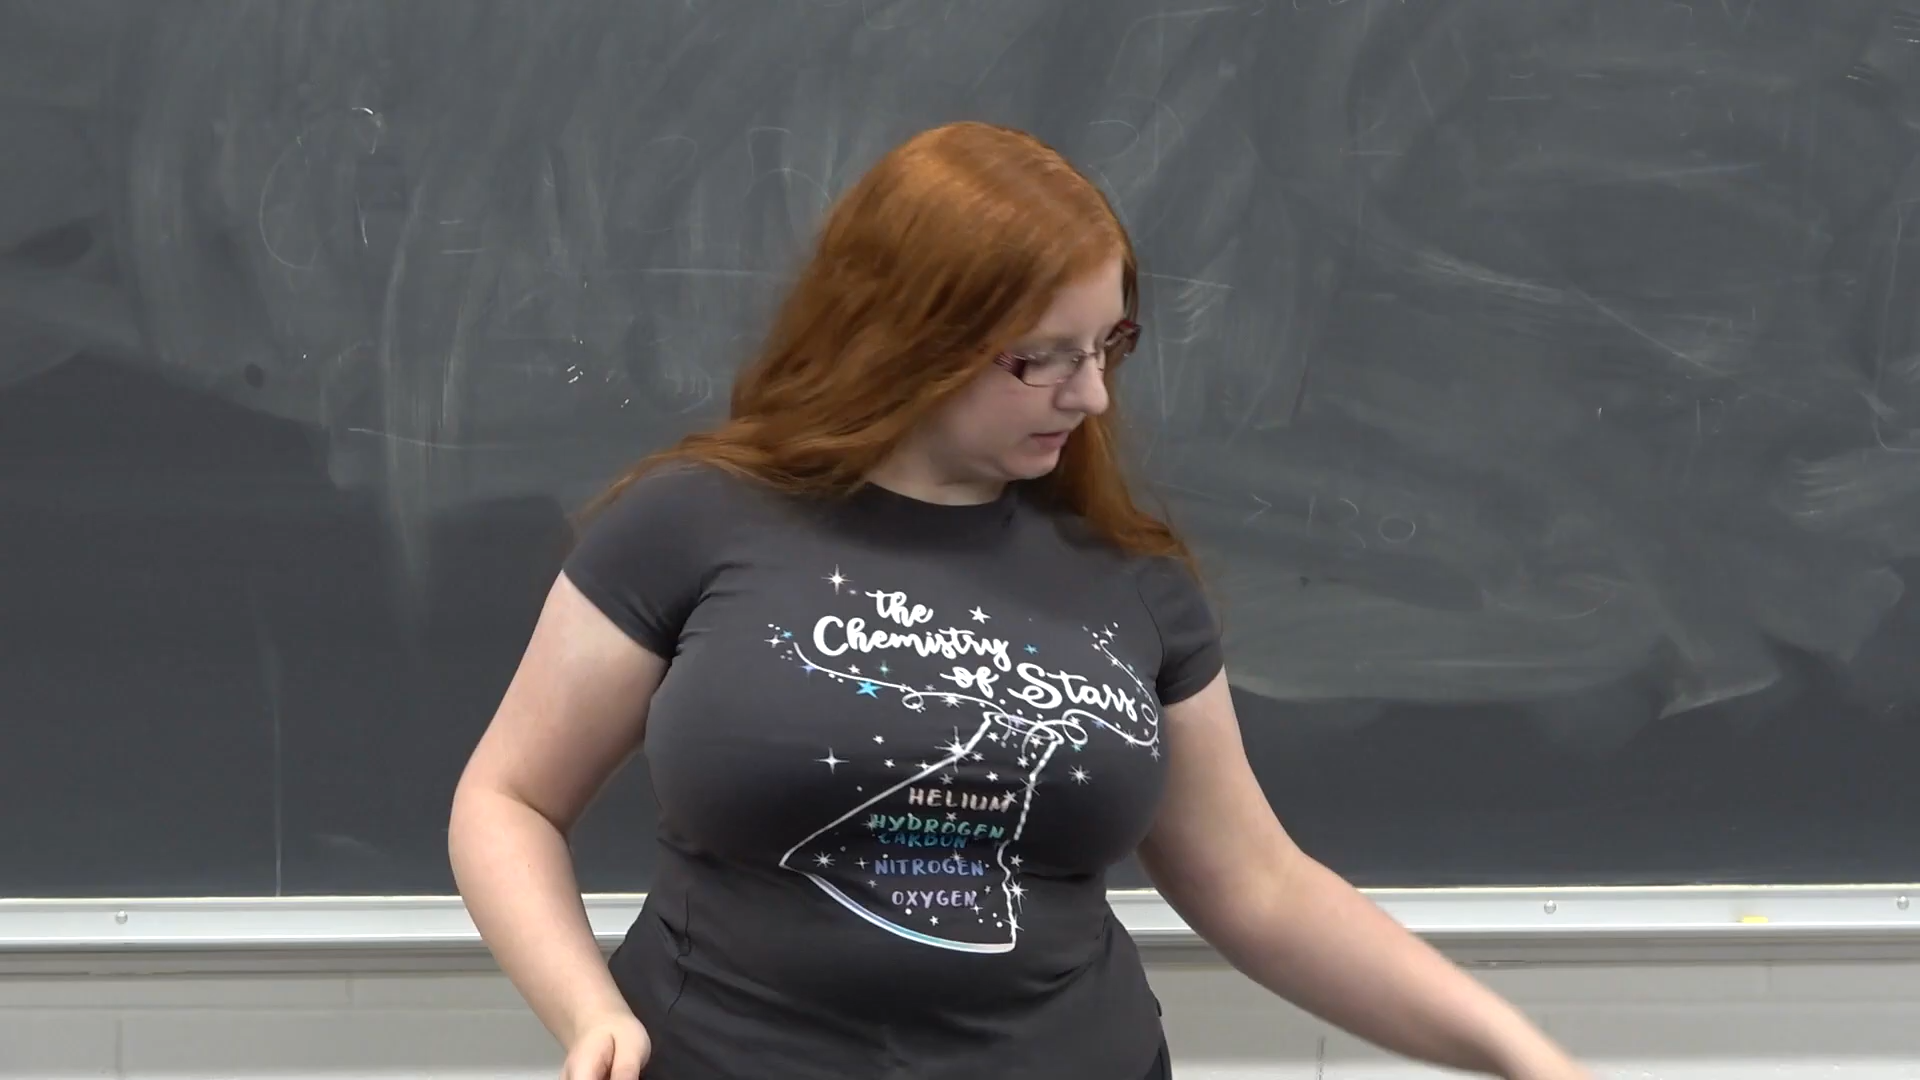 the
Chemistry
of Stars
HELIUM
HYDROGEN
CARBON
NITROGEN
OXYGEN